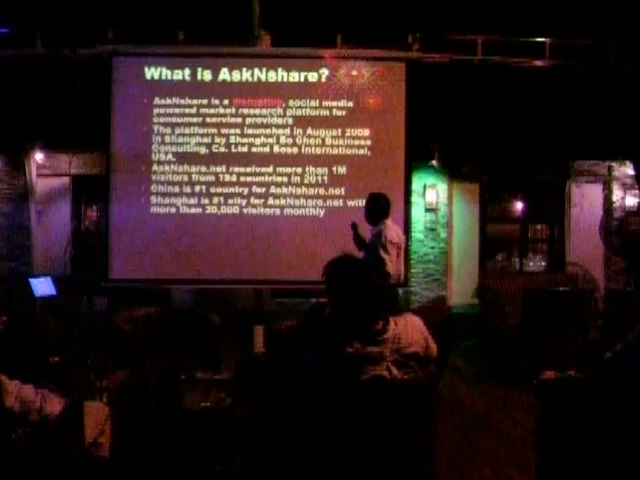 What is AskNshare?
AskNshare is a disruptive, social media
powered market research platform for
consumer service providers
The platform was launched in August 2009
in Shanghai by Shanghai Bo Chen Business
Consulting, Co. Ltd and Bose International,
USA.
AskNshare.net received more than 1M
visitors from 194 countries in 2011
China is #1 country for AskNshare.net
Shanghai is #1 city for AskNshare.net with
more than 20,000 visitors monthly